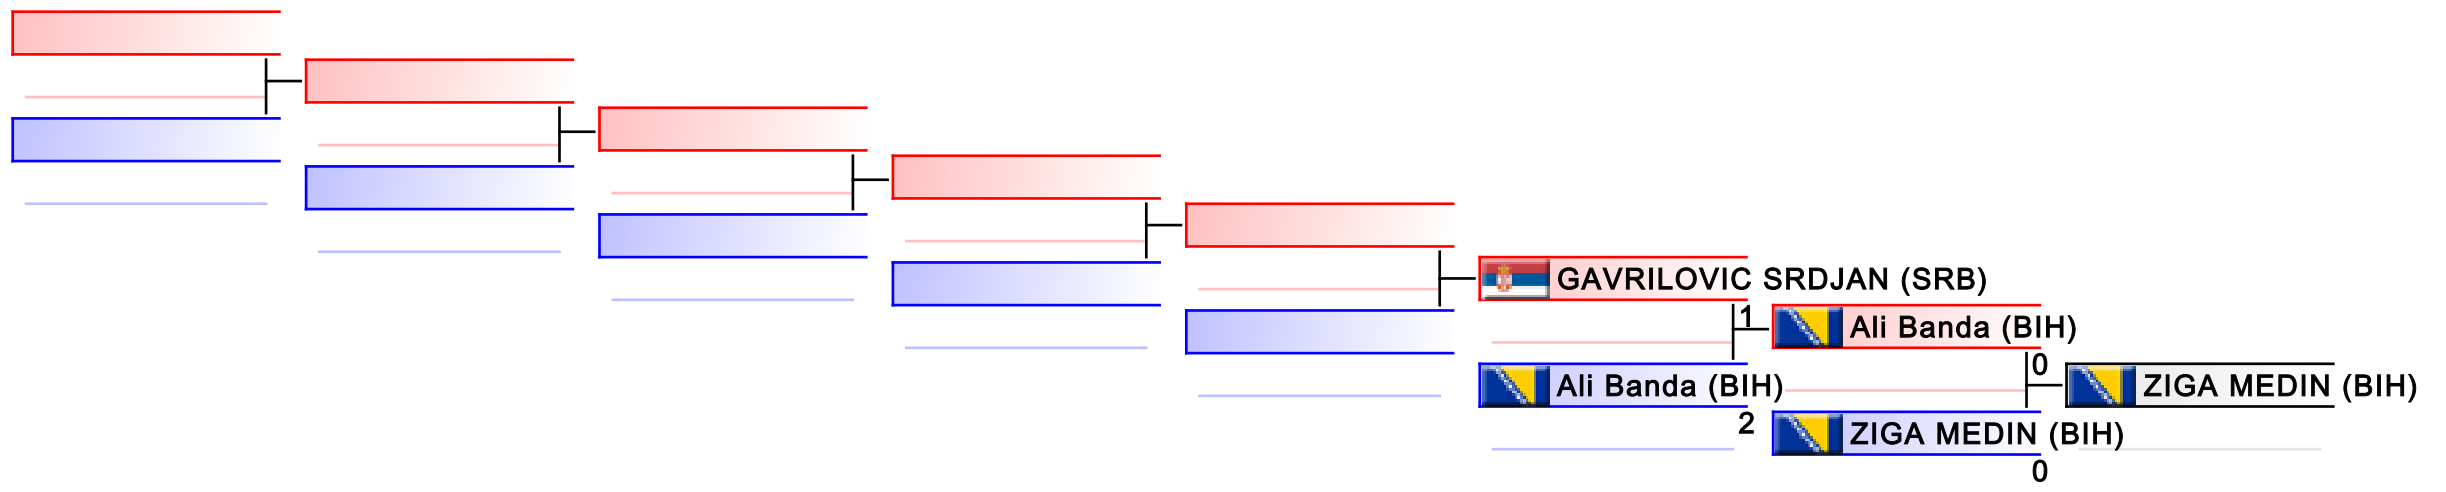 GAVRILOVIC SRDJAN (SRB)
1
Ali Banda (BIH)
2
Ali Banda (BIH)
0
ZIGA MEDIN (BIH)
0
ZIGA MEDIN (BIH)